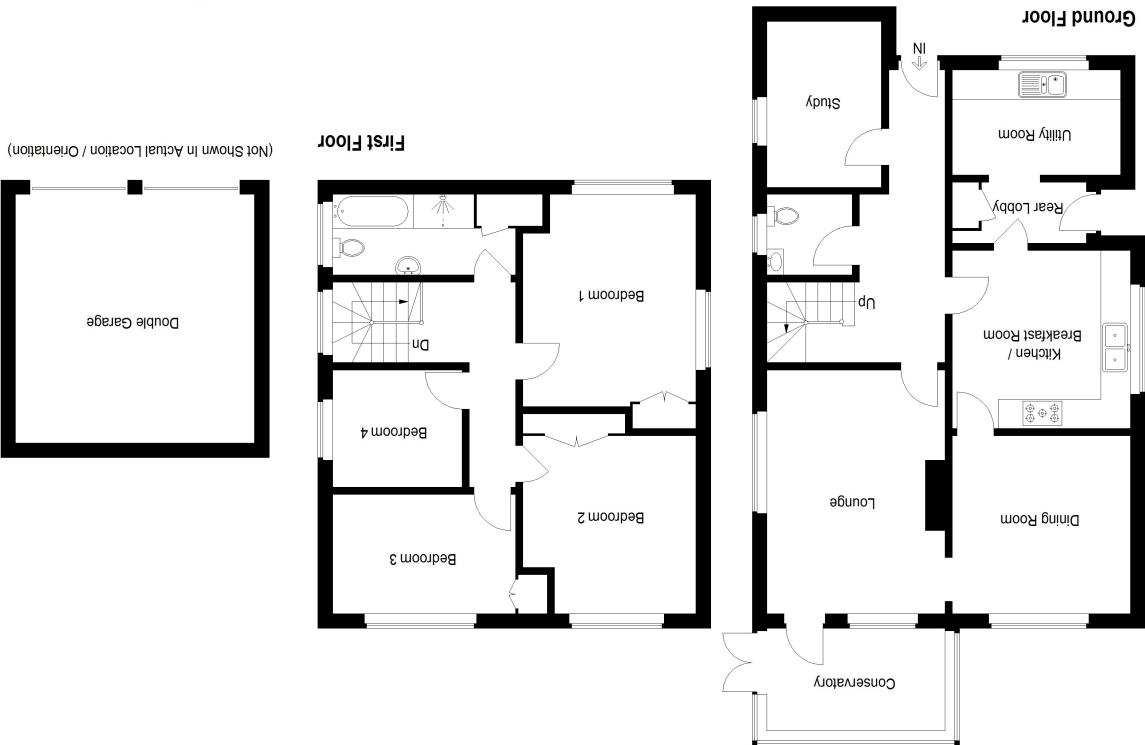 Conservatory
Dining Room
Lounge
Kitchen /
Breakfast Room
Up
Rear Lobby
Utility Room
Study
IN
Ground Floor
Bedroom 3
Bedroom 2
Bedroom 4
Dn
Bedroom 1
First Floor
Double Garage
(Not Shown In Actual Location / Orientation)